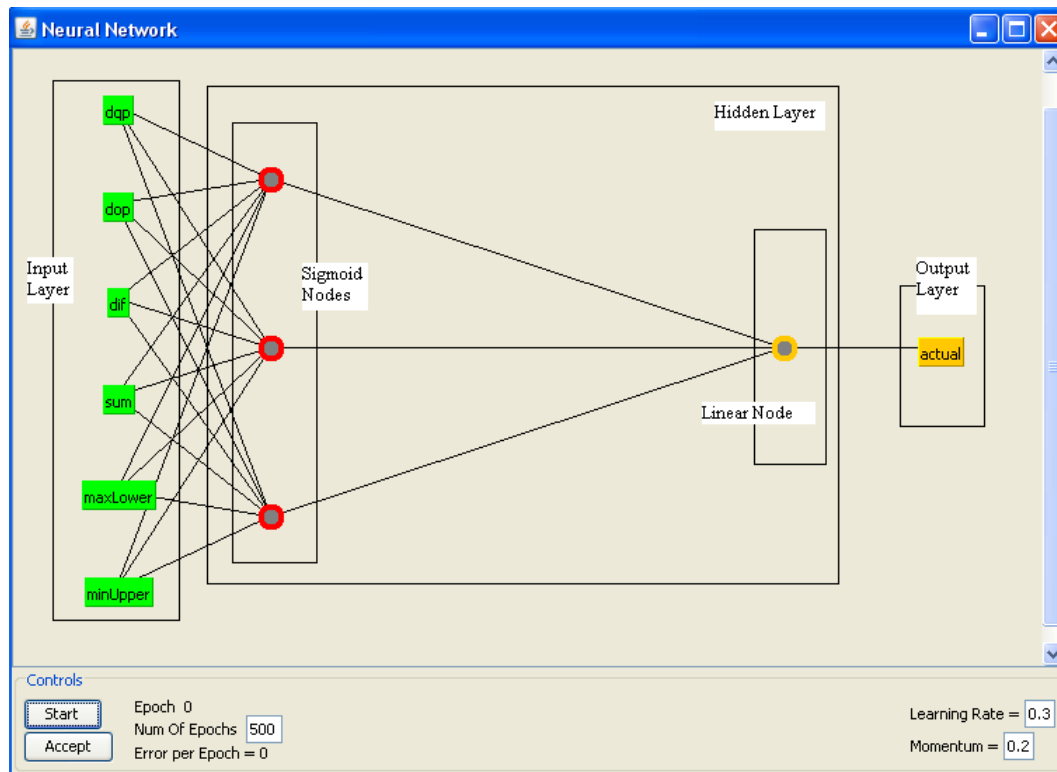 Neural Network
dqp
Hidden Layer
dop
Input
Layer
Sigmoid
Nodes
Output
Layer
dif
actual
sum
Linear Node
maxLower
minUpper
Controls
Start
Accept
Epoch 0
Num Of Epochs 500
Error per Epoch = 0
Learning Rate = 0.3
Momentum = 0.2